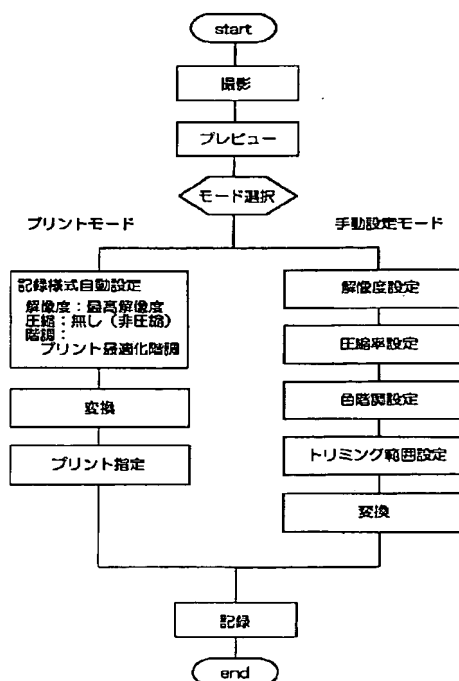 start
撮影
プレビュー
モード選択
プリントモード
手動設定モード
記録様式自動設定
解像度：最高解像度
圧縮：無し（非圧縮）
階調：
プリント最適化階調
変換
プリント指定
解像度設定
圧縮率設定
色階調設定
トリミング範囲設定
変換
記録
end